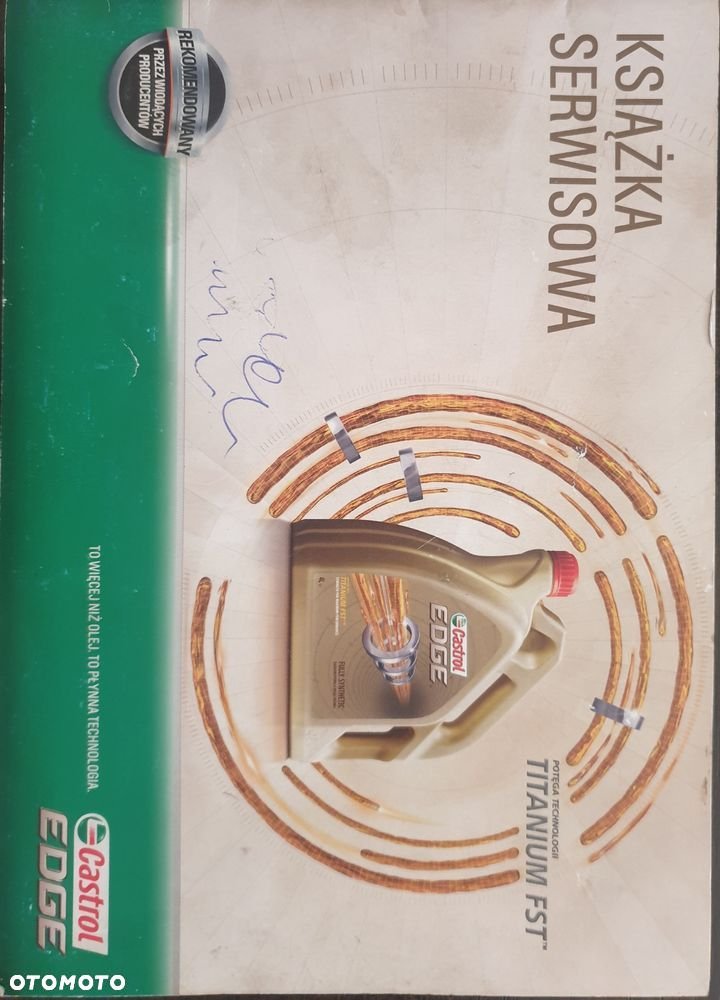 KSIĄŻKA
SERWISOWA
REKOMENDOWANY
PRZEZ WIODĄCYCH
PRODUCENTÓW
Castrol
EDGE
TITANIUM FST™
FULLY SYNTHETIC
4L
POTĘGA TECHNOLOGII
TITANIUM FST™
TO WIĘCEJ NIŻ OLEJ. TO PŁYNNA TECHNOLOGIA.
Castrol
EDGE
OTOMOTO